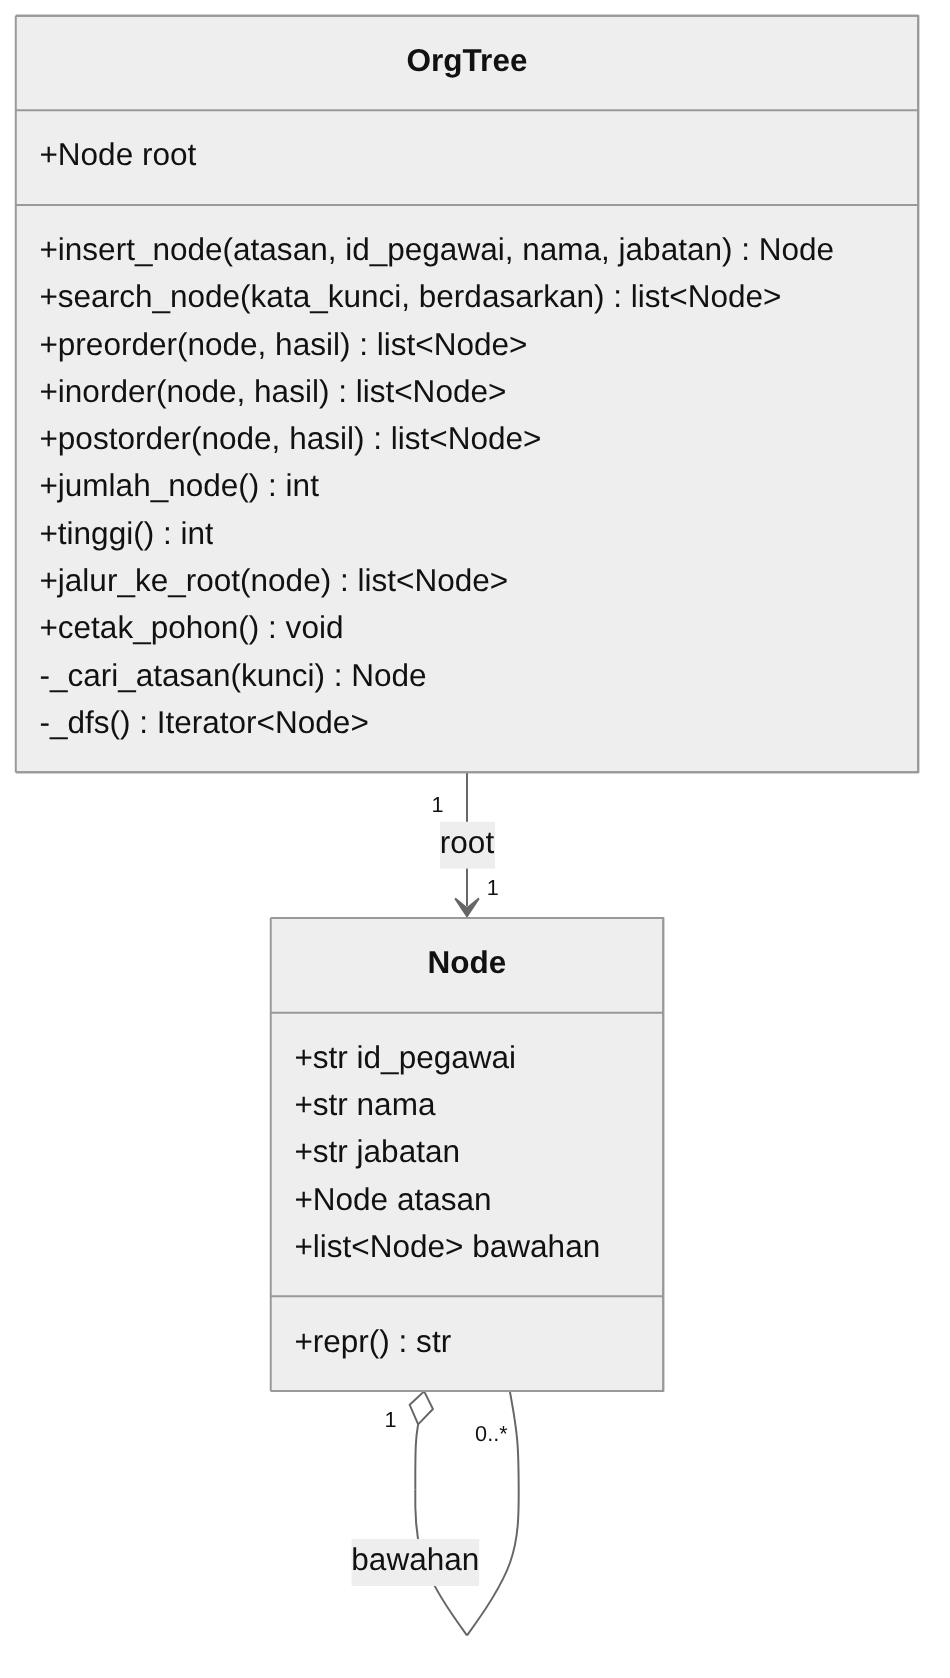 OrgTree
+Node root
+insert_node(atasan, id_pegawai, nama, jabatan) : Node
+search_node(kata_kunci, berdasarkan) : list<Node>
+preorder(node, hasil) : list<Node>
+inorder(node, hasil) : list<Node>
+postorder(node, hasil) : list<Node>
+jumlah_node() : int
+tinggi() : int
+jalur_ke_root(node) : list<Node>
+cetak_pohon() : void
-_cari_atasan(kunci) : Node
-_dfs() : Iterator<Node>
1
root
1
Node
+str id_pegawai
+str nama
+str jabatan
+Node atasan
+list<Node> bawahan
+repr() : str
1
0..*
bawahan